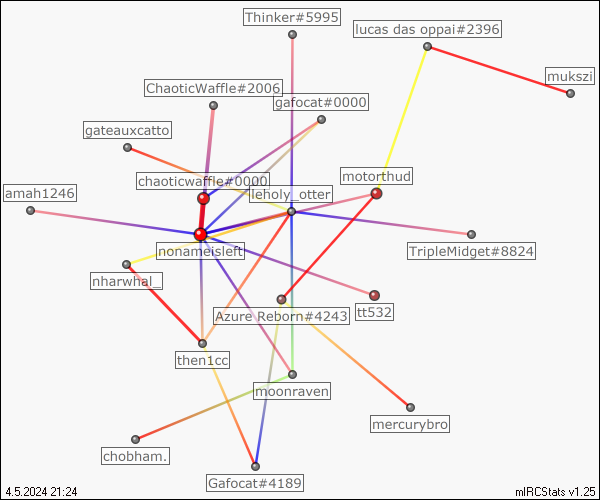 Thinker#5995
lucas das oppai#2396
mukszi
ChaoticWaffle#2006
gafocat#0000
gateauxcatto
chaoticwaffle#0000
motorthud
leholy_otter
amah1246
nonameisleft
TripleMidget#8824
nharwhal_
Azure Reborn#4243
tt532
then1cc
moonraven
mercurybro
chobham.
Gafocat#4189
4.5.2024 21:24
mIRCStats v1.25